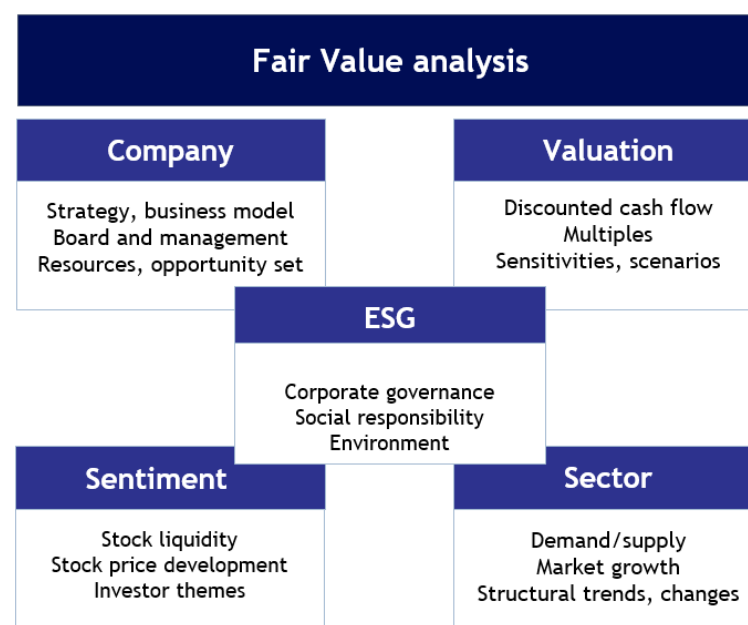 Fair Value analysis
Company
Strategy, business model
Board and management
Resources, opportunity set
Valuation
Discounted cash flow
Multiples
Sensitivities, scenarios
ESG
Corporate governance
Social responsibility
Environment
Sentiment
Stock liquidity
Stock price development
Investor themes
Sector
Demand/supply
Market growth
Structural trends, changes